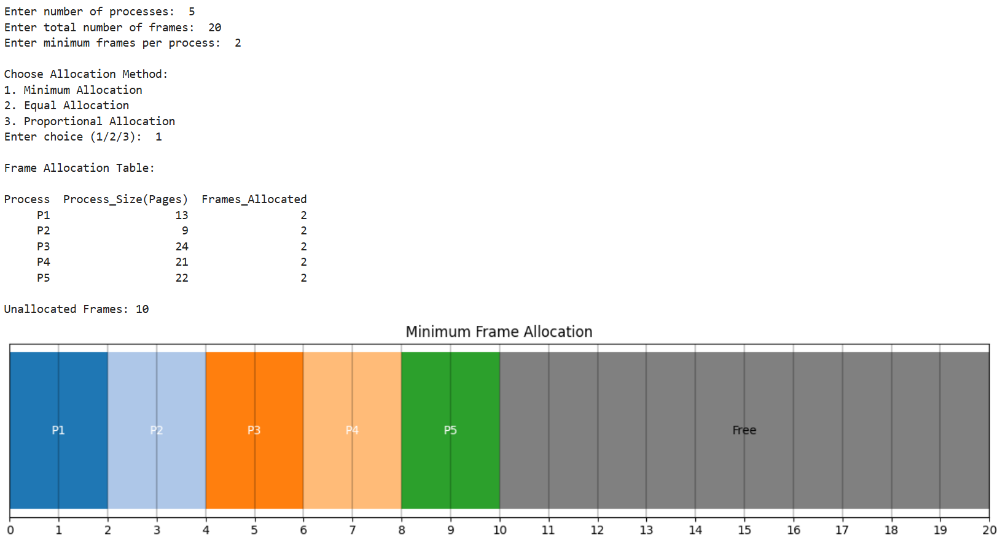 Enter number of processes:  5
Enter total number of frames:  20
Enter minimum frames per process:  2
Choose Allocation Method:
1. Minimum Allocation
2. Equal Allocation
3. Proportional Allocation
Enter choice (1/2/3):  1
Frame Allocation Table:
Process  Process_Size(Pages)  Frames_Allocated
P1 13 2
P2 9 2
P3 24 2
P4 21 2
P5 22 2
Unallocated Frames: 10
Minimum Frame Allocation
P1 P2 P3 P4 P5 Free
0 1 2 3 4 5 6 7 8 9 10 11 12 13 14 15 16 17 18 19 20